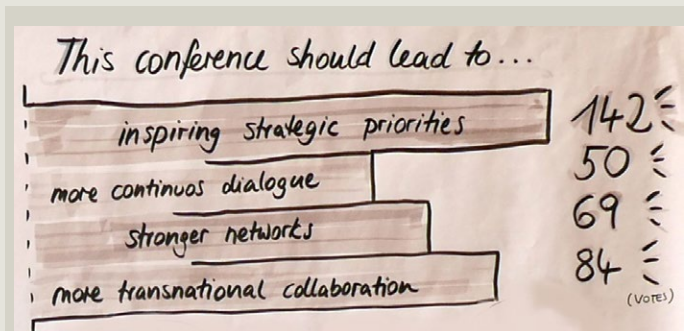 This conference should lead to...
inspiring strategic priorities 142
more continuos dialogue 50
stronger networks 69
more transnational collaboration 84
(VOTES)